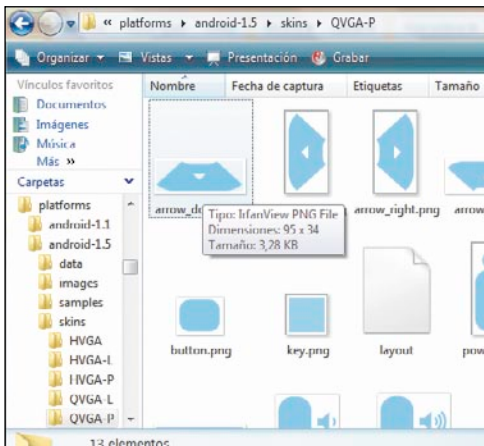 « platforms ▸ android-1.5 ▸ skins ▸ QVGA-P
Organizar Vistas Presentación Grabar
Vínculos favoritos
Documentos
Imágenes
Música
Más »
Carpetas
platforms
android-1.1
android-1.5
data
images
samples
skins
HVGA
HVGA-L
HVGA-P
QVGA-L
QVGA-P
Nombre Fecha de captura Etiquetas Tamaño
arrow_right.png
Tipo: IrfanView PNG File
Dimensiones: 95 x 34
Tamaño: 3,28 KB
button.png key.png layout
13 elementos